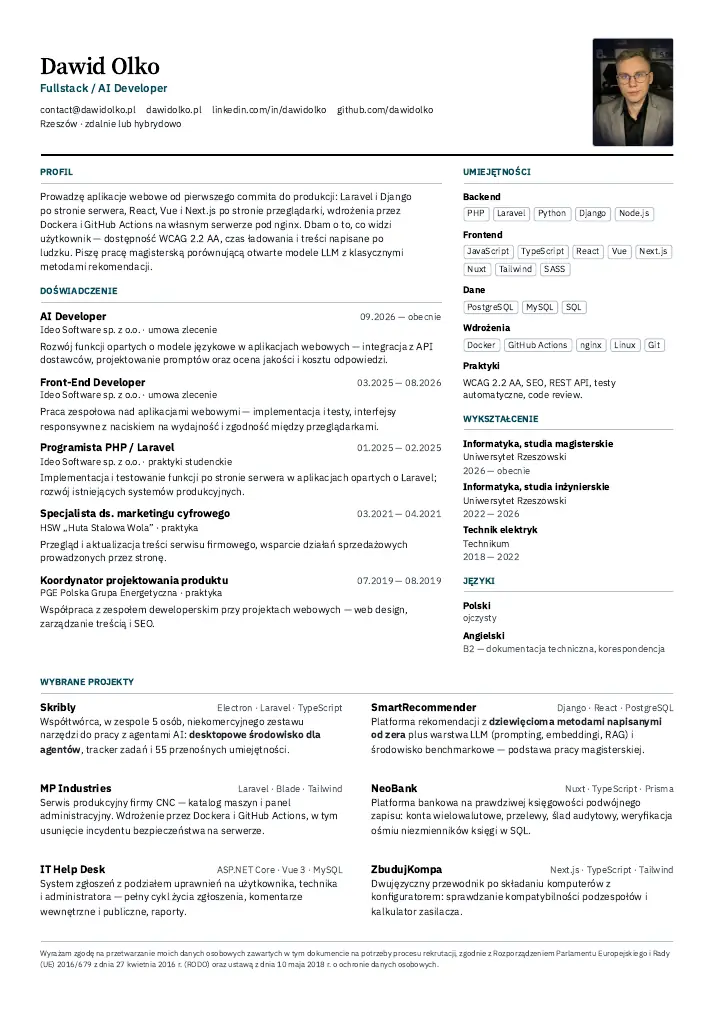 Dawid Olko
Fullstack / AI Developer
contact@dawidolko.pl dawidolko.pl linkedin.com/in/dawidolko github.com/dawidolko
Rzeszów · zdalnie lub hybrydowo
PROFIL
Prowadzę aplikacje webowe od pierwszego commita do produkcji: Laravel i Django
po stronie serwera, React, Vue i Next.js po stronie przeglądarki, wdrożenia przez
Dockera i GitHub Actions na własnym serwerze pod nginx. Dbam o to, co widzi
użytkownik — dostępność WCAG 2.2 AA, czas ładowania i treści napisane po
ludzku. Piszę pracę magisterską porównującą otwarte modele LLM z klasycznymi
metodami rekomendacji.
DOŚWIADCZENIE
AI Developer 09.2026 — obecnie
Ideo Software sp. z o.o. · umowa zlecenie
Rozwój funkcji opartych o modele językowe w aplikacjach webowych — integracja z API
dostawców, projektowanie promptów oraz ocena jakości i kosztu odpowiedzi.
Front-End Developer 03.2025 — 08.2026
Ideo Software sp. z o.o. · umowa zlecenie
Praca zespołowa nad aplikacjami webowymi — implementacja i testy, interfejsy
responsywne z naciskiem na wydajność i zgodność między przeglądarkami.
Programista PHP / Laravel 01.2025 — 02.2025
Ideo Software sp. z o.o. · praktyki studenckie
Implementacja i testowanie funkcji po stronie serwera w aplikacjach opartych o Laravel;
rozwój istniejących systemów produkcyjnych.
Specjalista ds. marketingu cyfrowego 03.2021 — 04.2021
HSW „Huta Stalowa Wola” · praktyka
Przegląd i aktualizacja treści serwisu firmowego, wsparcie działań sprzedażowych
prowadzonych przez stronę.
Koordynator projektowania produktu 07.2019 — 08.2019
PGE Polska Grupa Energetyczna · praktyka
Współpraca z zespołem deweloperskim przy projektach webowych — web design,
zarządzanie treścią i SEO.
UMIEJĘTNOŚCI
Backend
PHP Laravel Python Django Node.js
Frontend
JavaScript TypeScript React Vue Next.js
Nuxt Tailwind SASS
Dane
PostgreSQL MySQL SQL
Wdrożenia
Docker GitHub Actions nginx Linux Git
Praktyki
WCAG 2.2 AA, SEO, REST API, testy
automatyczne, code review.
WYKSZTAŁCENIE
Informatyka, studia magisterskie
Uniwersytet Rzeszowski
2026 — obecnie
Informatyka, studia inżynierskie
Uniwersytet Rzeszowski
2022 — 2026
Technik elektryk
Technikum
2018 — 2022
JĘZYKI
Polski
ojczysty
Angielski
B2 — dokumentacja techniczna, korespondencja
WYBRANE PROJEKTY
Skribly Electron · Laravel · TypeScript
Współtwórca, w zespole 5 osób, niekomercyjnego zestawu
narzędzi do pracy z agentami AI: desktopowe środowisko dla
agentów, tracker zadań i 55 przenośnych umiejętności.
SmartRecommender Django · React · PostgreSQL
Platforma rekomendacji z dziewięcioma metodami napisanymi
od zera plus warstwa LLM (prompting, embeddingi, RAG) i
środowisko benchmarkowe — podstawa pracy magisterskiej.
MP Industries Laravel · Blade · Tailwind
Serwis produkcyjny firmy CNC — katalog maszyn i panel
administracyjny. Wdrożenie przez Dockera i GitHub Actions, w tym
usunięcie incydentu bezpieczeństwa na serwerze.
NeoBank Nuxt · TypeScript · Prisma
Platforma bankowa na prawdziwej księgowości podwójnego
zapisu: konta wielowalutowe, przelewy, ślad audytowy, weryfikacja
ośmiu niezmienników księgi w SQL.
IT Help Desk ASP.NET Core · Vue 3 · MySQL
System zgłoszeń z podziałem uprawnień na użytkownika, technika
i administratora — pełny cykl życia zgłoszenia, komentarze
wewnętrzne i publiczne, raporty.
ZbudujKompa Next.js · TypeScript · Tailwind
Dwujęzyczny przewodnik po składaniu komputerów z
konfiguratorem: sprawdzanie kompatybilności podzespołów i
kalkulator zasilacza.
Wyrażam zgodę na przetwarzanie moich danych osobowych zawartych w tym dokumencie na potrzeby procesu rekrutacji, zgodnie z Rozporządzeniem Parlamentu Europejskiego i Rady
(UE) 2016/679 z dnia 27 kwietnia 2016 r. (RODO) oraz ustawą z dnia 10 maja 2018 r. o ochronie danych osobowych.